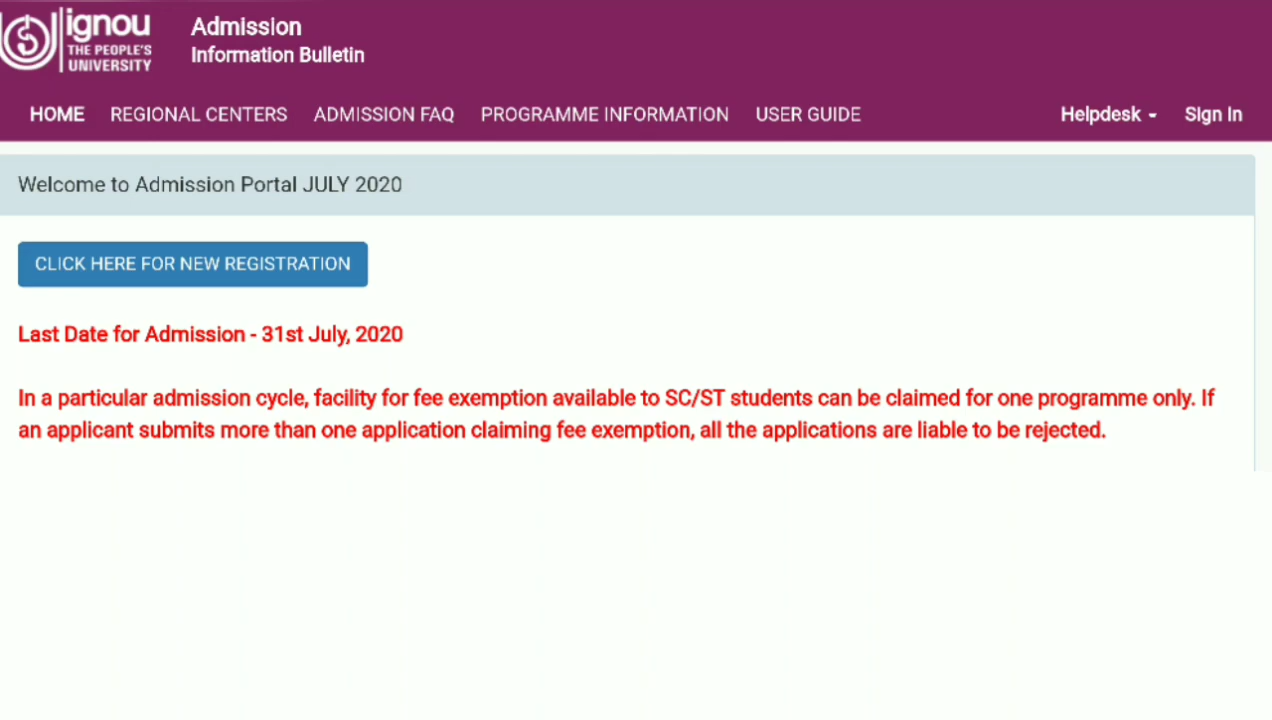 ignou
THE PEOPLE'S
UNIVERSITY
Admission
Information Bulletin
HOME REGIONAL CENTERS ADMISSION FAQ PROGRAMME INFORMATION USER GUIDE Helpdesk Sign In
Welcome to Admission Portal JULY 2020
CLICK HERE FOR NEW REGISTRATION
Last Date for Admission - 31st July, 2020
In a particular admission cycle, facility for fee exemption available to SC/ST students can be claimed for one programme only. If
an applicant submits more than one application claiming fee exemption, all the applications are liable to be rejected.